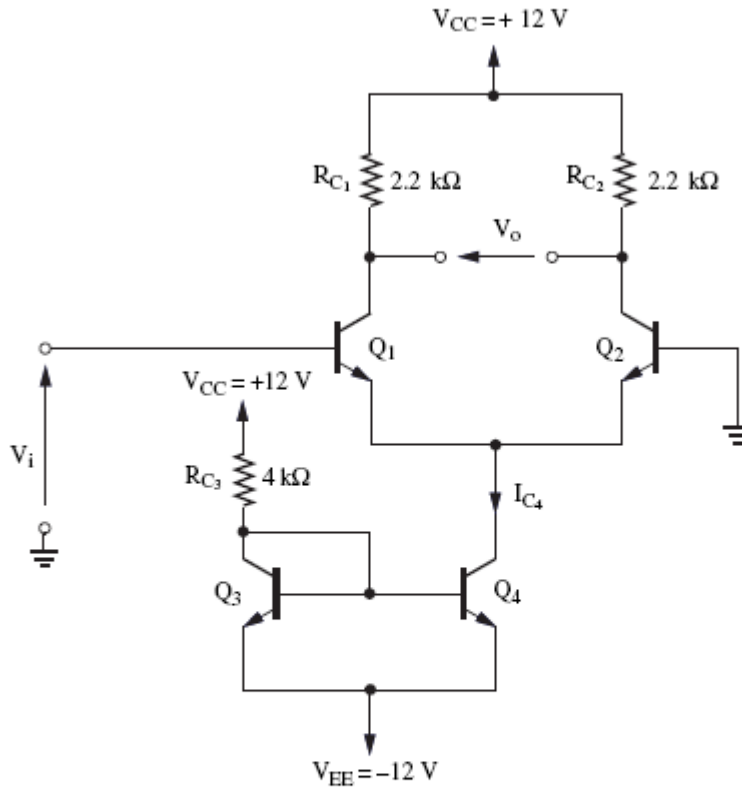 V_CC = + 12 V
R_C1 2.2 kΩ
R_C2 2.2 kΩ
V_o
Q_1
Q_2
V_CC = +12 V
V_i
R_C3 4 kΩ
I_C4
Q_3
Q_4
V_EE = −12 V